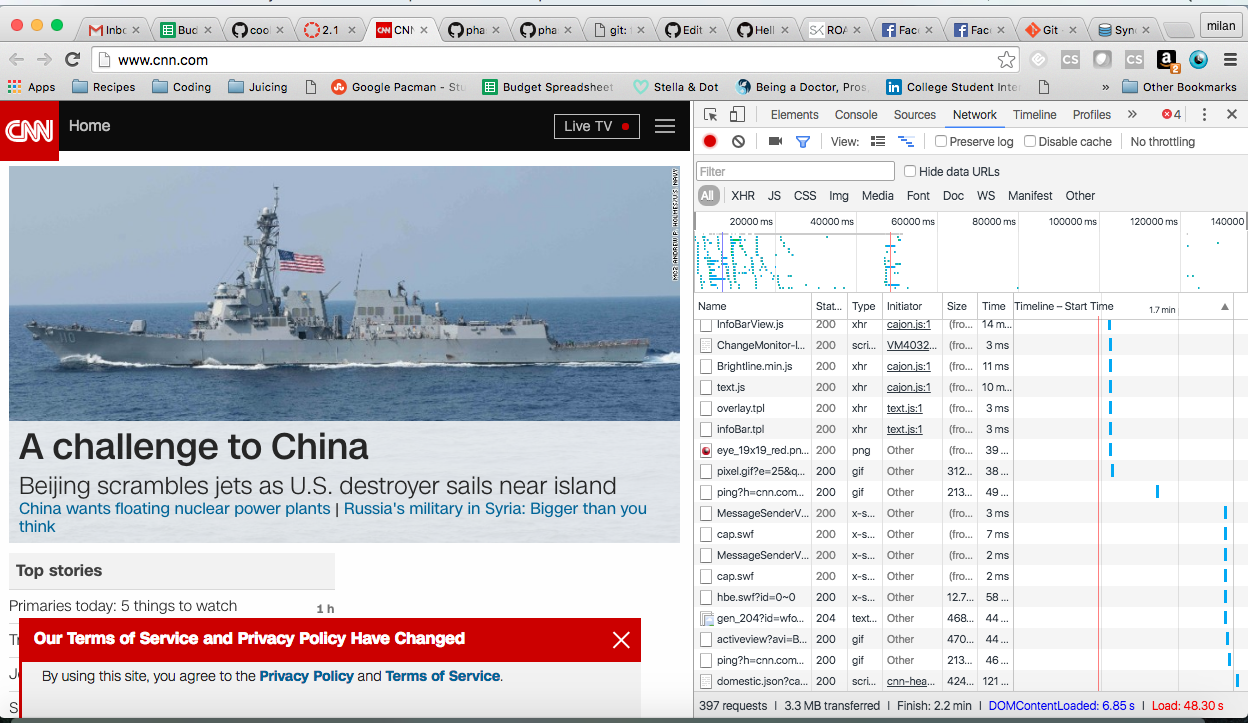 Inbo
Bud
coo
2.1
CNN
pha
pha
git:
Edit
Hell
ROA
Fac
Fac
Git
Syn
milan
www.cnn.com
CS
CS
Apps
Recipes
Coding
Juicing
Google Pacman - Stu
Budget Spreadsheet
Stella & Dot
Being a Doctor, Pros,
College Student Inte
»
Other Bookmarks
CNN
Home
Live TV
MC2 ANDREW P. HOLMES/U.S. NAVY
110
A challenge to China
Beijing scrambles jets as U.S. destroyer sails near island
China wants floating nuclear power plants | Russia's military in Syria: Bigger than you
think
Top stories
Primaries today: 5 things to watch 1 h
Our Terms of Service and Privacy Policy Have Changed
By using this site, you agree to the Privacy Policy and Terms of Service.
Elements Console Sources Network Timeline Profiles » 4
View: Preserve log Disable cache No throttling
Filter Hide data URLs
All XHR JS CSS Img Media Font Doc WS Manifest Other
20000 ms 40000 ms 60000 ms 80000 ms 100000 ms 120000 ms 140000
Name Stat... Type Initiator Size Time Timeline – Start Time 1.7 min
InfoBarView.js 200 xhr cajon.js:1 (fro... 14 m...
ChangeMonitor-l... 200 scri... VM4032... (fro... 3 ms
Brightline.min.js 200 xhr cajon.js:1 (fro... 11 ms
text.js 200 xhr cajon.js:1 (fro... 10 m...
overlay.tpl 200 xhr text.js:1 (fro... 3 ms
infoBar.tpl 200 xhr text.js:1 (fro... 3 ms
eye_19x19_red.pn... 200 png Other (fro... 39 ...
pixel.gif?e=25&q... 200 gif Other 312... 38 ...
ping?h=cnn.com... 200 gif Other 213... 49 ...
MessageSenderV... 200 x-s... Other (fro... 3 ms
cap.swf 200 x-s... Other (fro... 7 ms
MessageSenderV... 200 x-s... Other (fro... 2 ms
cap.swf 200 x-s... Other (fro... 2 ms
hbe.swf?id=0~0 200 x-s... Other 12.7... 58 ...
gen_204?id=wfo... 204 text... Other 468... 44 ...
activeview?avi=B... 200 gif Other 470... 44 ...
ping?h=cnn.com... 200 gif Other 213... 46 ...
domestic.json?ca... 200 scri... cnn-hea... 424... 121 ...
397 requests | 3.3 MB transferred | Finish: 2.2 min | DOMContentLoaded: 6.85 s | Load: 48.30 s